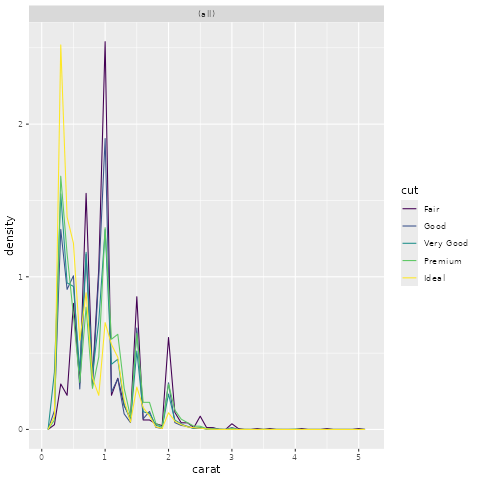 (all)
density
2
1
0
0
1
2
3
4
5
carat
cut
Fair
Good
Very Good
Premium
Ideal